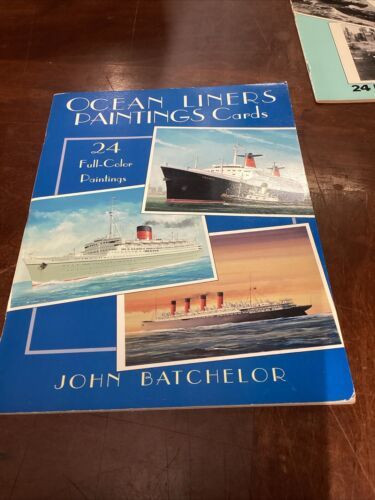 OCEAN LINERS
PAINTINGS Cards
24
Full-Color
Paintings
JOHN BATCHELOR
24